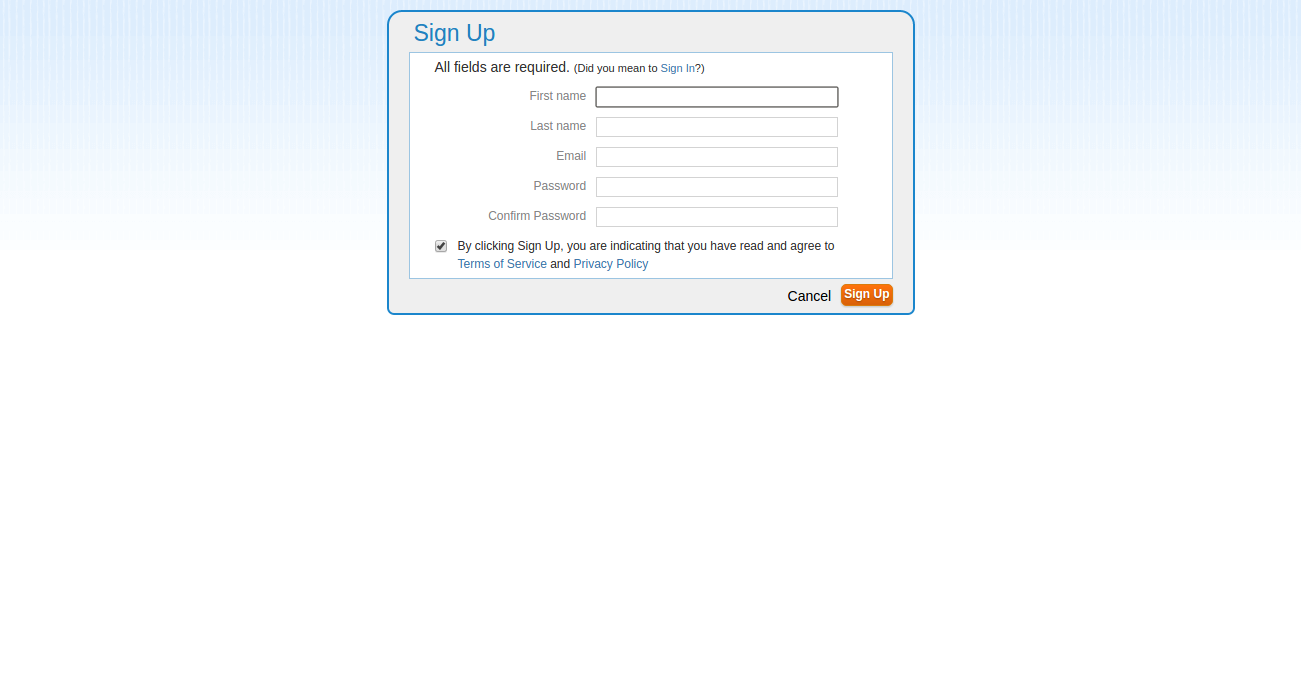 Sign Up
All fields are required. (Did you mean to Sign In?)
First name
Last name
Email
Password
Confirm Password
By clicking Sign Up, you are indicating that you have read and agree to
Terms of Service and Privacy Policy
Cancel Sign Up